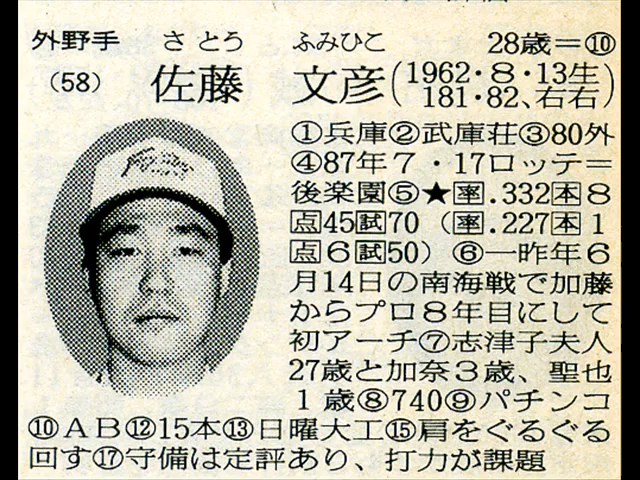 外野手 さとう ふみひこ 28歳=⑩
(58) 佐藤 文彦(1962・8・13生 181・82、右右)
①兵庫②武庫荘③80外
④87年7・17ロッテ=
後楽園⑤★率.332本8
点45試70(率.227本1
点6試50)⑥一昨年6
月14日の南海戦で加藤
からプロ8年目にして
初アーチ⑦志津子夫人
27歳と加奈3歳、聖也
1歳⑧740⑨パチンコ
⑩AB⑫15本⑬日曜大工⑮肩をぐるぐる
回す⑰守備は定評あり、打力が課題